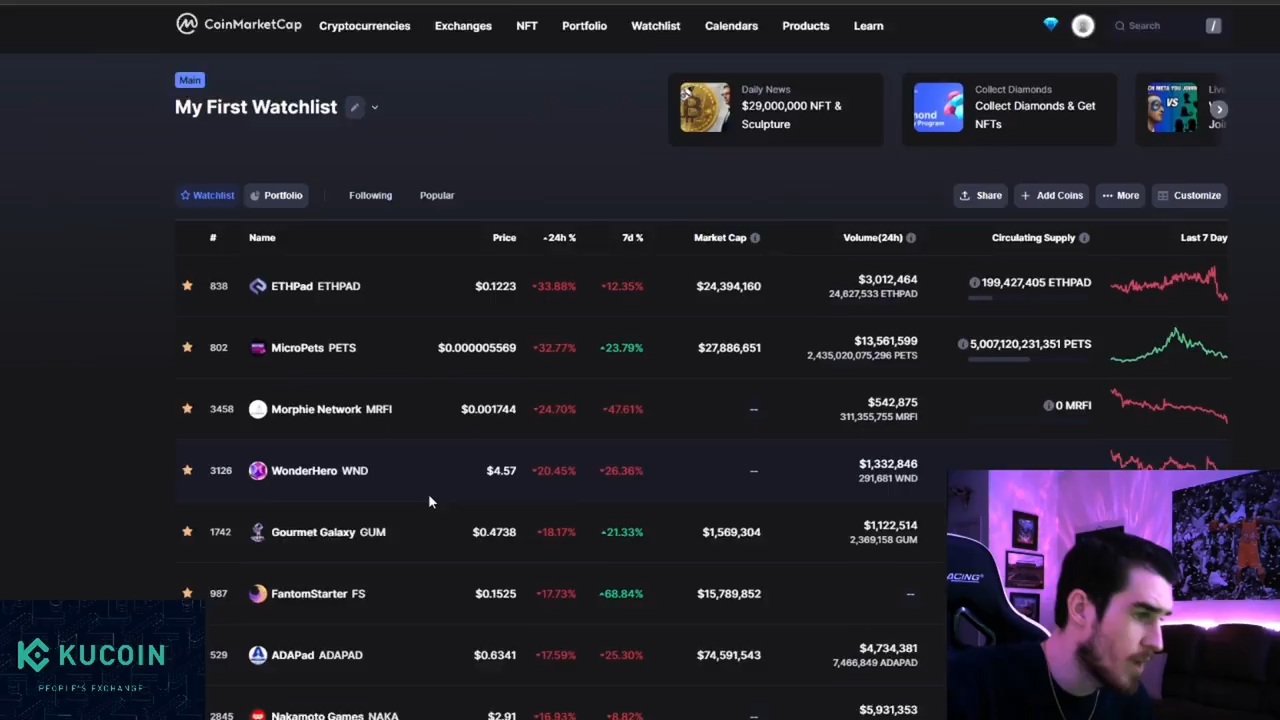 CoinMarketCap Cryptocurrencies Exchanges NFT Portfolio Watchlist Calendars Products Learn Search /
Main
My First Watchlist
Daily News
$29,000,000 NFT &
Sculpture
Collect Diamonds
Collect Diamonds & Get
NFTs
Watchlist Portfolio Following Popular Share + Add Coins ••• More Customize
# Name Price 24h % 7d % Market Cap Volume(24h) Circulating Supply Last 7 Day
838 ETHPad ETHPAD $0.1223 33.88% 12.35% $24,394,160 $3,012,464 199,427,405 ETHPAD
24,627,533 ETHPAD
802 MicroPets PETS $0.000005569 32.77% 23.79% $27,886,651 $13,561,599 5,007,120,231,351 PETS
2,435,020,075,296 PETS
3458 Morphie Network MRFI $0.001744 24.70% 47.61% -- $542,875 0 MRFI
311,355,755 MRFI
3126 WonderHero WND $4.57 20.45% 26.36% -- $1,332,846
291,681 WND
1742 Gourmet Galaxy GUM $0.4738 18.17% 21.33% $1,569,304 $1,122,514
2,369,158 GUM
987 FantomStarter FS $0.1525 17.73% 68.84% $15,789,852 --
529 ADAPad ADAPAD $0.6341 17.59% 25.30% $74,591,543 $4,734,381
7,466,849 ADAPAD
2845 Nakamoto Games NAKA $2.91 16.93% 8.82% -- $5,931,353
KUCOIN
PEOPLE'S EXCHANGE